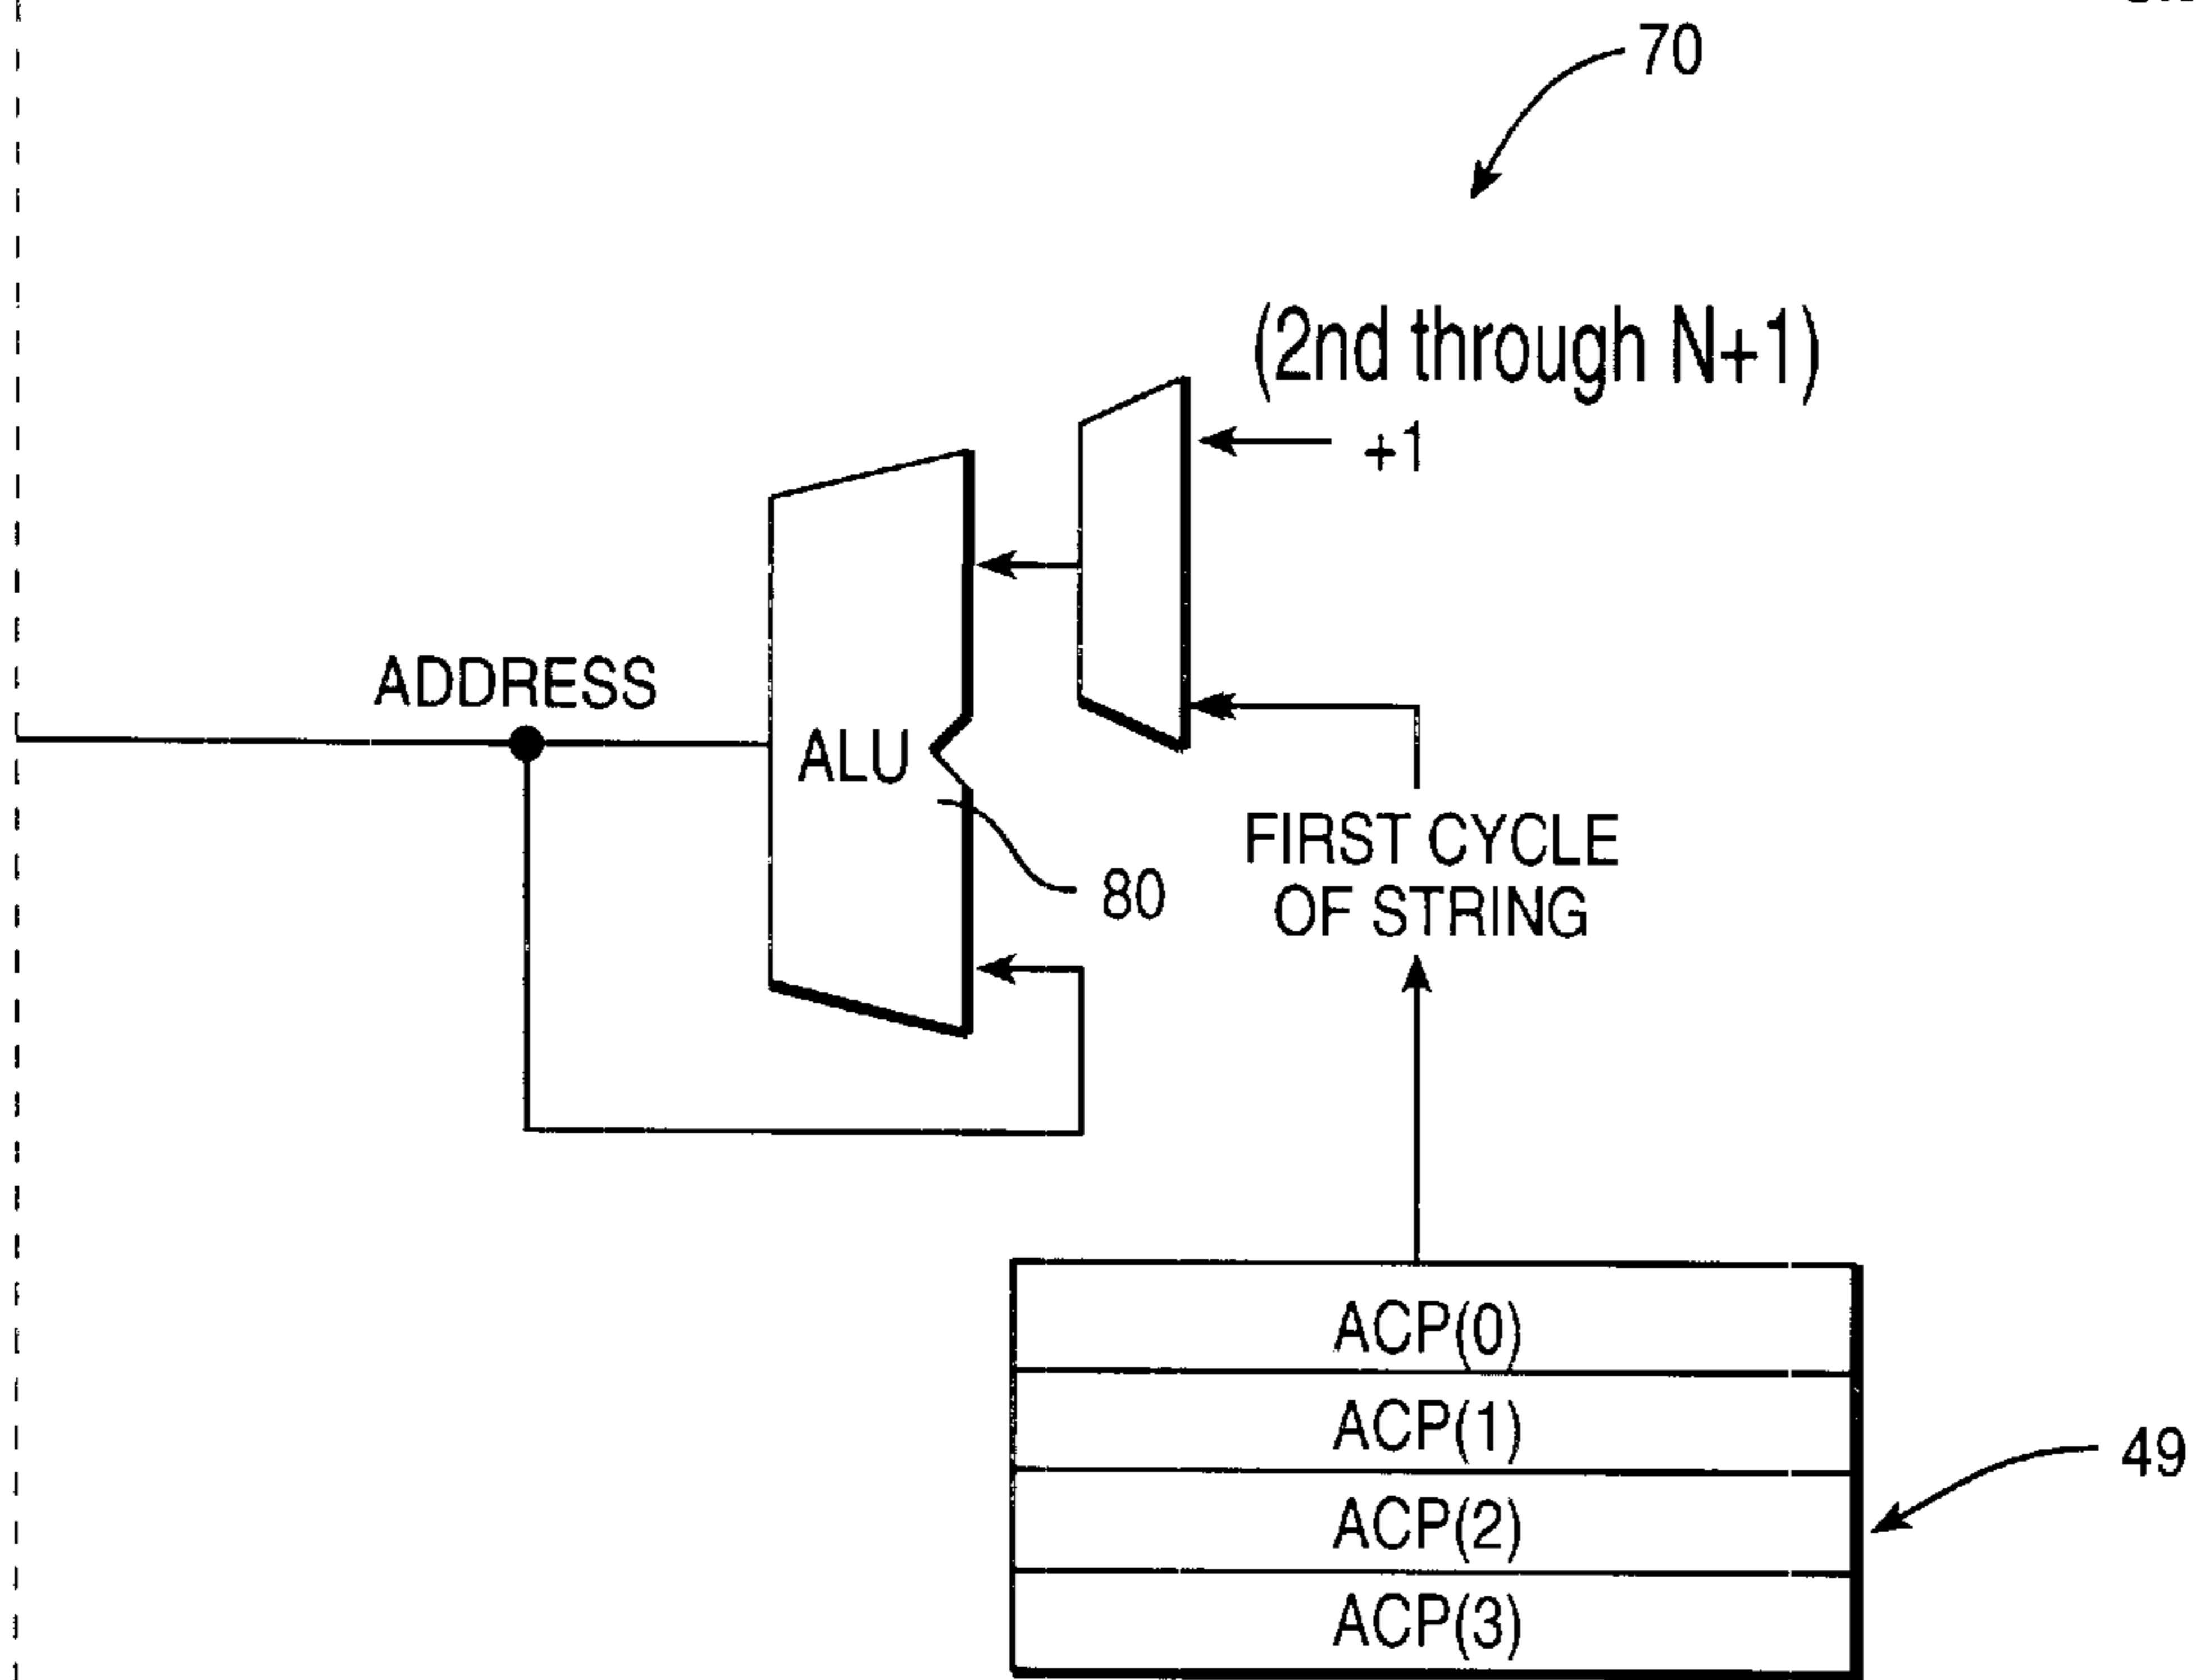 70
(2nd through N+1)
+1
ADDRESS
ALU
80
FIRST CYCLE
OF STRING
ACP(0)
ACP(1)
ACP(2)
ACP(3)
49